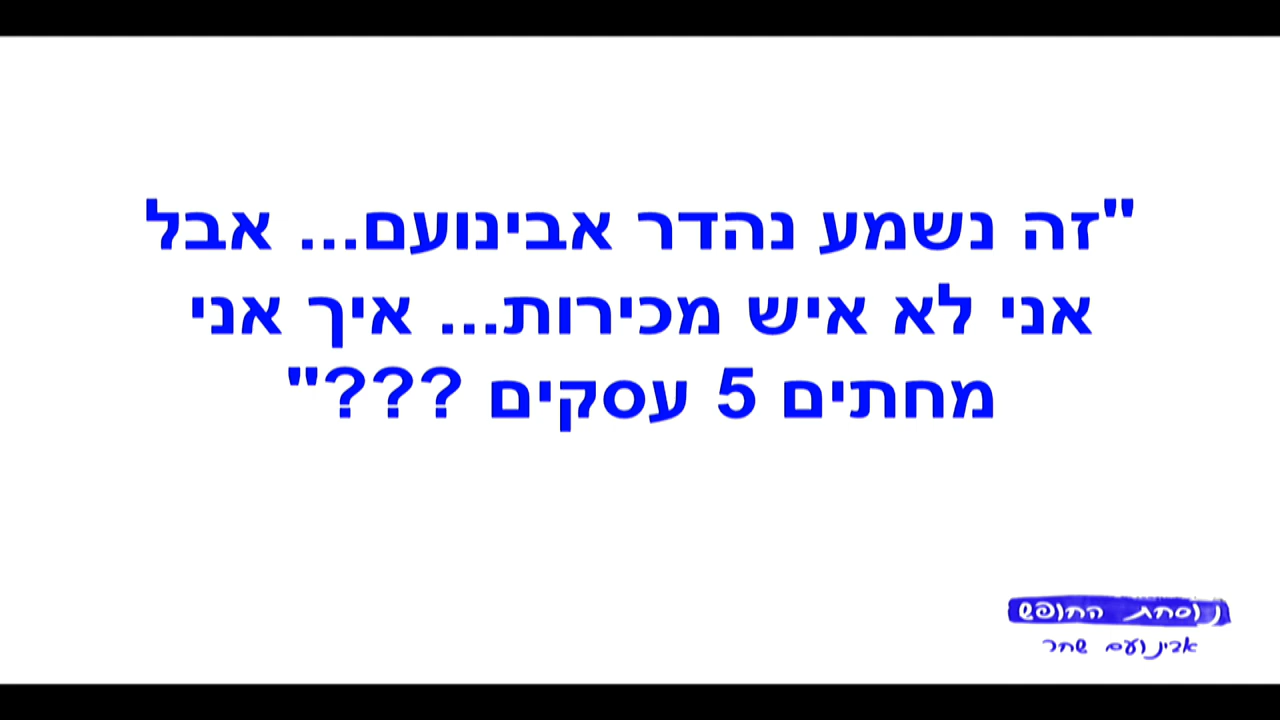 "זה נשמע נהדר אבינועם... אבל
אני לא איש מכירות... איך אני
מחתים 5 עסקים ???"
נוסחת החופש
אבינועם שחר